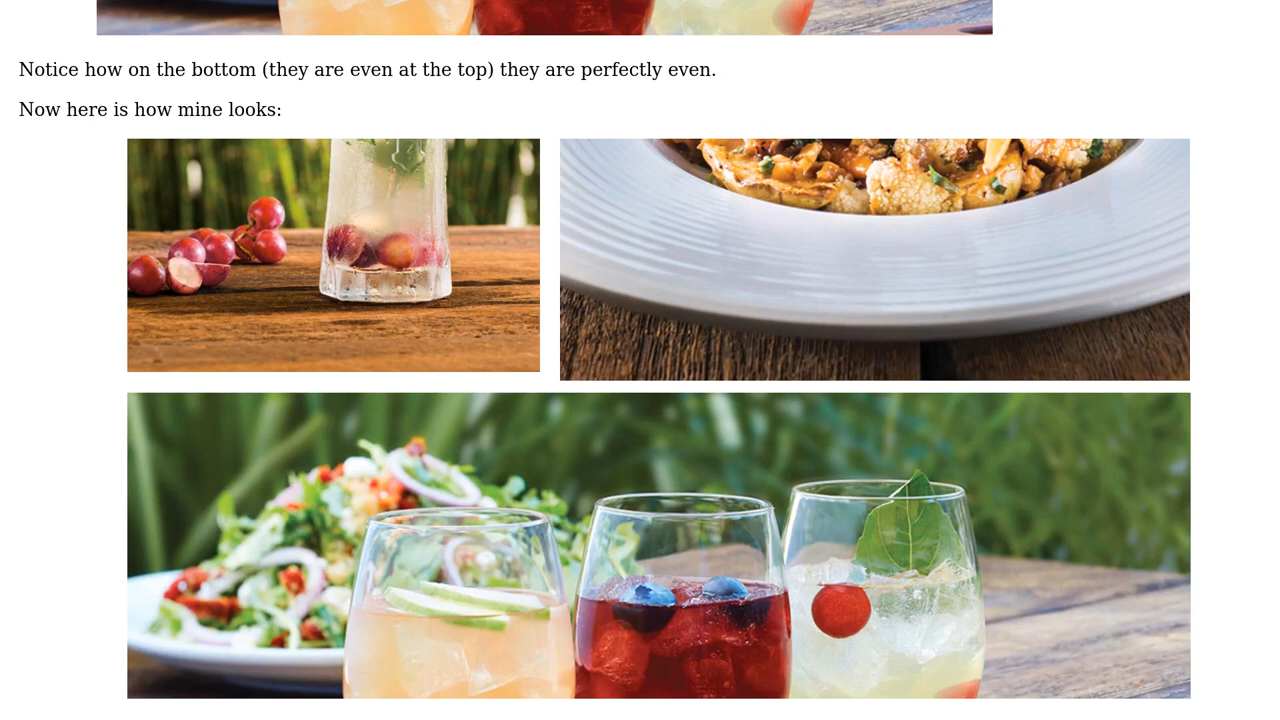 Notice how on the bottom (they are even at the top) they are perfectly even.
Now here is how mine looks: